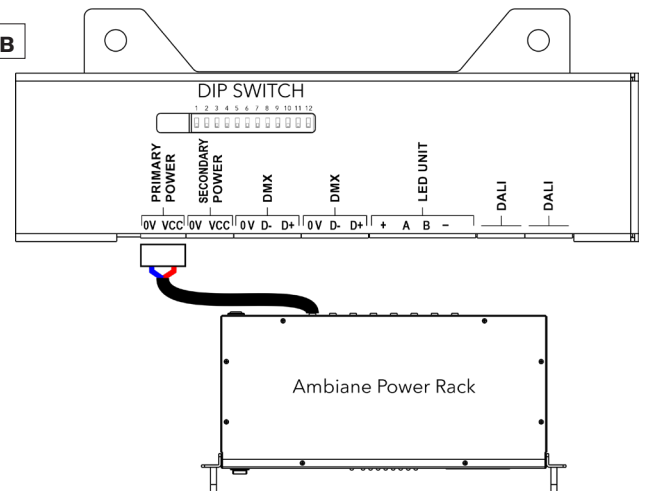 B
DIP SWITCH
1 2 3 4 5 6 7 8 9 10 11 12
PRIMARY
POWER
SECONDARY
POWER
DMX
DMX
LED UNIT
DALI
DALI
0V VCC 0V VCC 0V D- D+ 0V D- D+ + A B -
Ambiane Power Rack